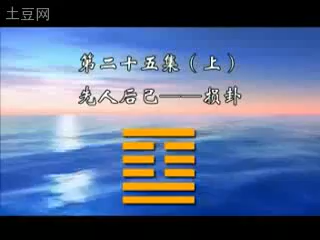 土豆网
第二十五集（上）
先人后己——损卦